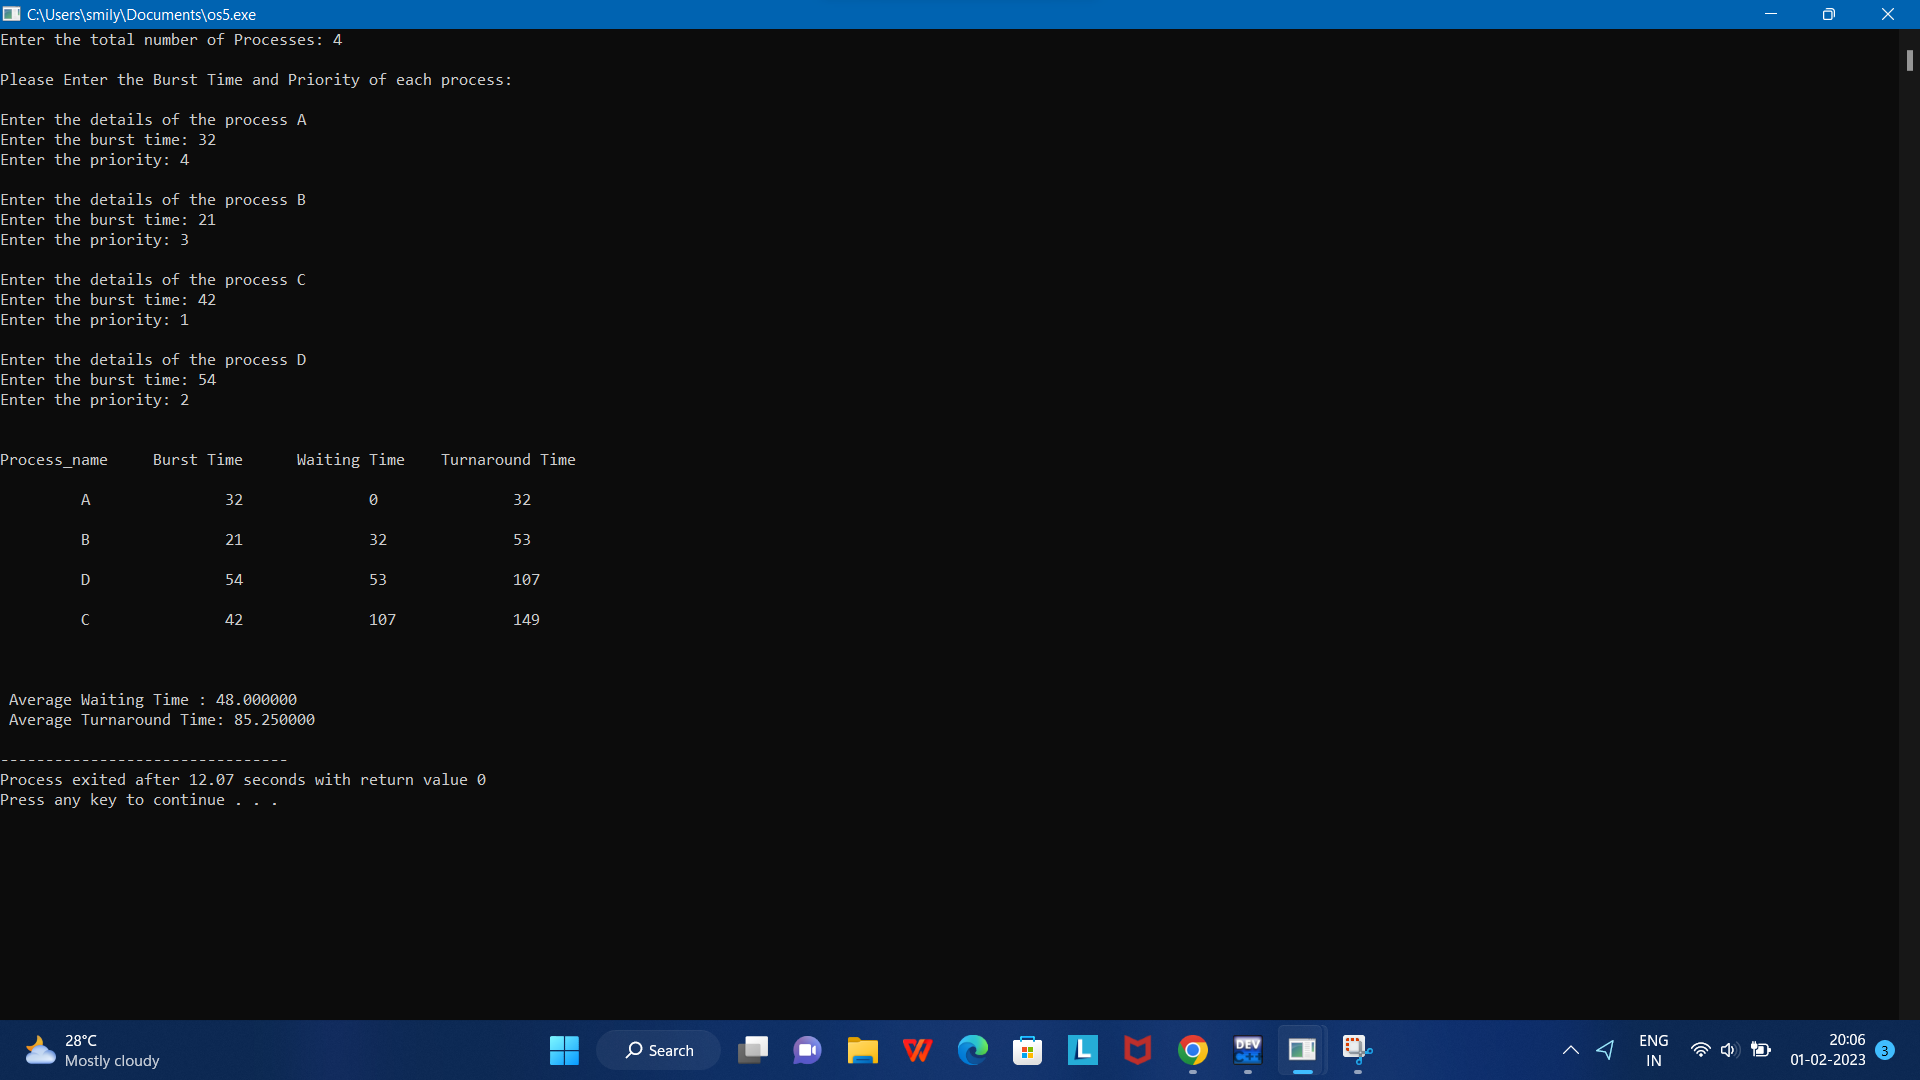 C:\Users\smily\Documents\os5.exe
Enter the total number of Processes: 4
Please Enter the Burst Time and Priority of each process:
Enter the details of the process A
Enter the burst time: 32
Enter the priority: 4
Enter the details of the process B
Enter the burst time: 21
Enter the priority: 3
Enter the details of the process C
Enter the burst time: 42
Enter the priority: 1
Enter the details of the process D
Enter the burst time: 54
Enter the priority: 2
Process_name Burst Time Waiting Time Turnaround Time
A 32 0 32
B 21 32 53
D 54 53 107
C 42 107 149
Average Waiting Time : 48.000000
Average Turnaround Time: 85.250000
--------------------------------
Process exited after 12.07 seconds with return value 0
Press any key to continue . . .
28°C
Mostly cloudy
Search
L
DEV
C++
ENG
IN
20:06
01-02-2023
3